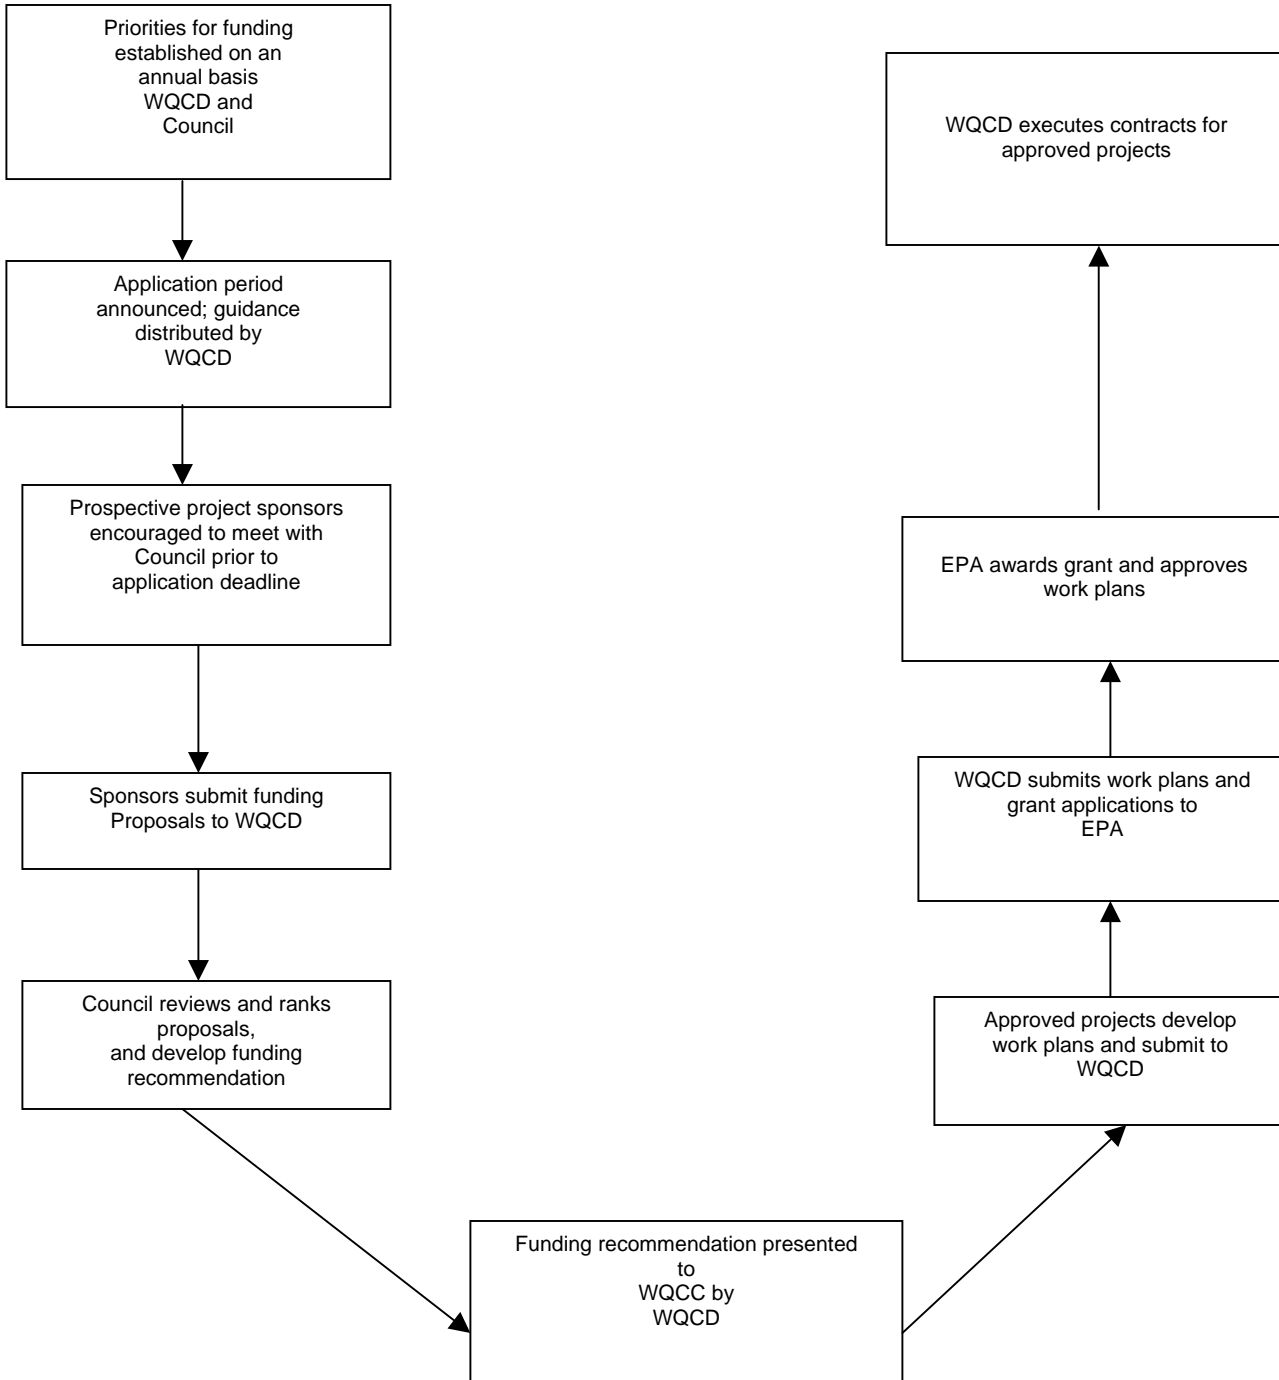 Priorities for funding
established on an
annual basis
WQCD and
Council
Application period
announced; guidance
distributed by
WQCD
Prospective project sponsors
encouraged to meet with
Council prior to
application deadline
Sponsors submit funding
Proposals to WQCD
Council reviews and ranks
proposals,
and develop funding
recommendation
Funding recommendation presented
to
WQCC by
WQCD
Approved projects develop
work plans and submit to
WQCD
WQCD submits work plans and
grant applications to
EPA
EPA awards grant and approves
work plans
WQCD executes contracts for
approved projects